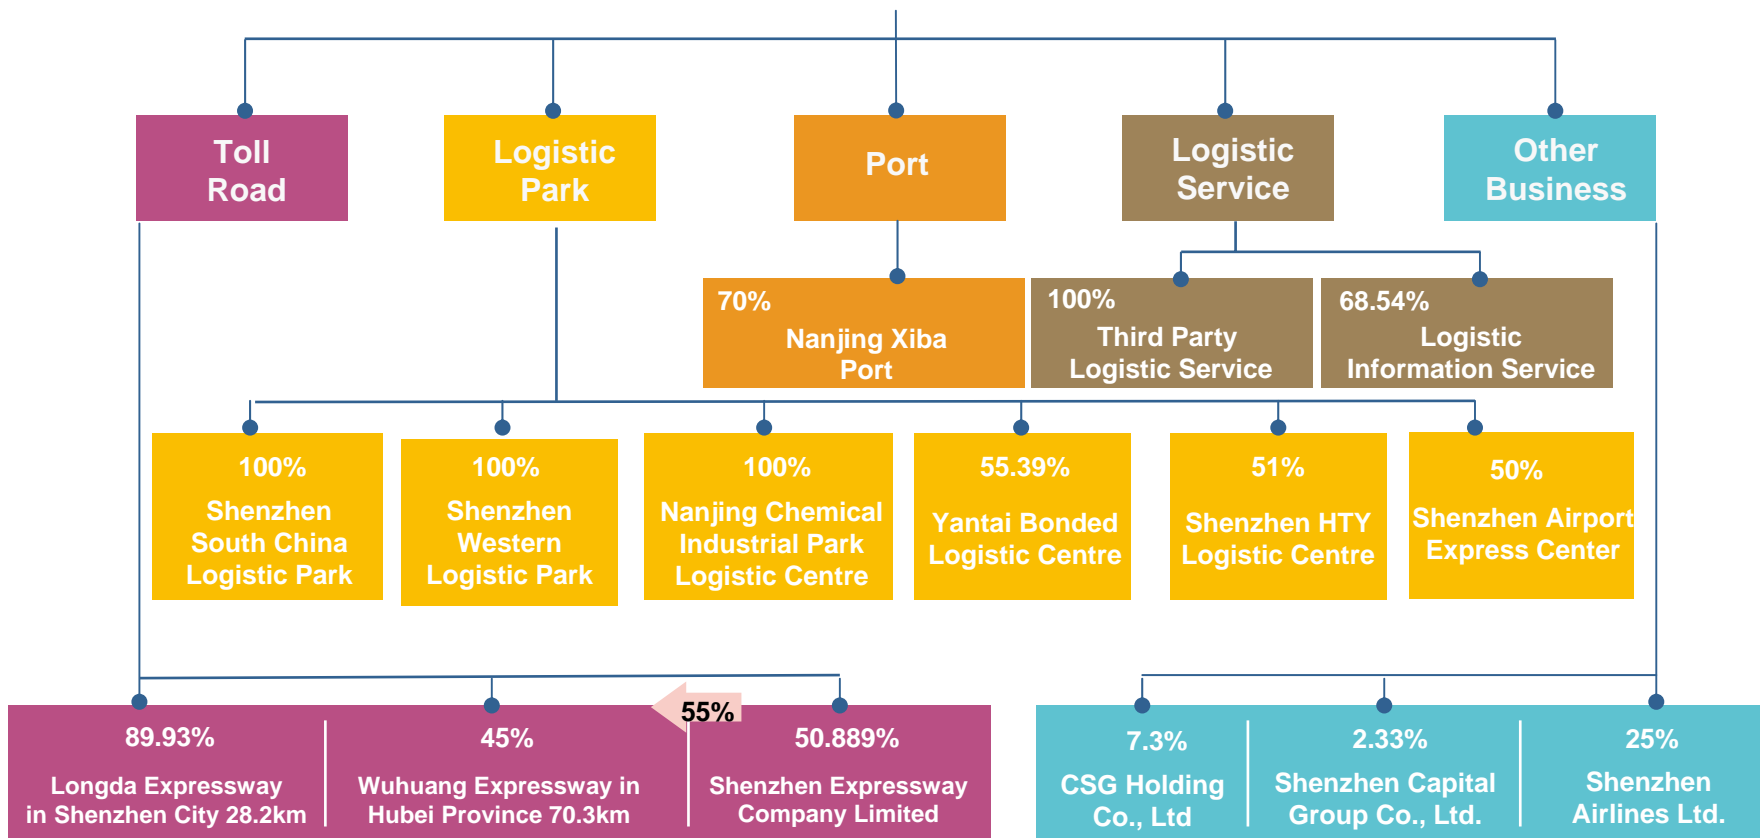 Toll
Road
Logistic
Park
Port
Logistic
Service
Other
Business
70%
Nanjing Xiba
Port
100%
Third Party
Logistic Service
68.54%
Logistic
Information Service
100%
Shenzhen
South China
Logistic Park
100%
Shenzhen
Western
Logistic Park
100%
Nanjing Chemical
Industrial Park
Logistic Centre
55.39%
Yantai Bonded
Logistic Centre
51%
Shenzhen HTY
Logistic Centre
50%
Shenzhen Airport
Express Center
89.93%
Longda Expressway
in Shenzhen City 28.2km
45%
Wuhuang Expressway in
Hubei Province 70.3km
55%
50.889%
Shenzhen Expressway
Company Limited
7.3%
CSG Holding
Co., Ltd
2.33%
Shenzhen Capital
Group Co., Ltd.
25%
Shenzhen
Airlines Ltd.